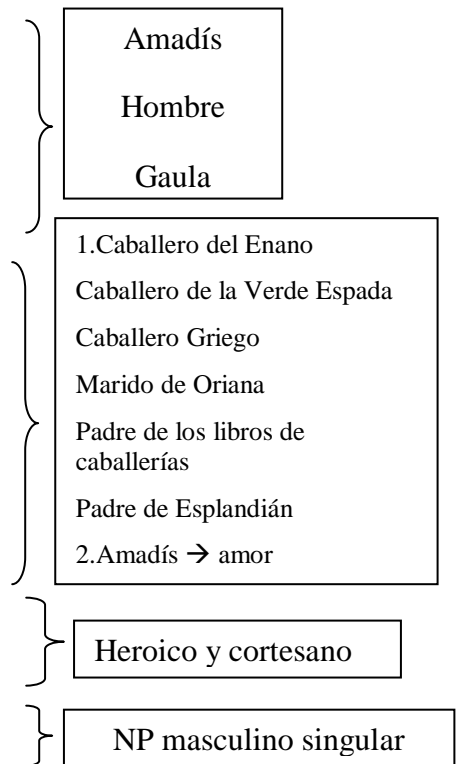 Amadís
Hombre
Gaula
1.Caballero del Enano
Caballero de la Verde Espada
Caballero Griego
Marido de Oriana
Padre de los libros de
caballerías
Padre de Esplandián
2.Amadís → amor
Heroico y cortesano
NP masculino singular